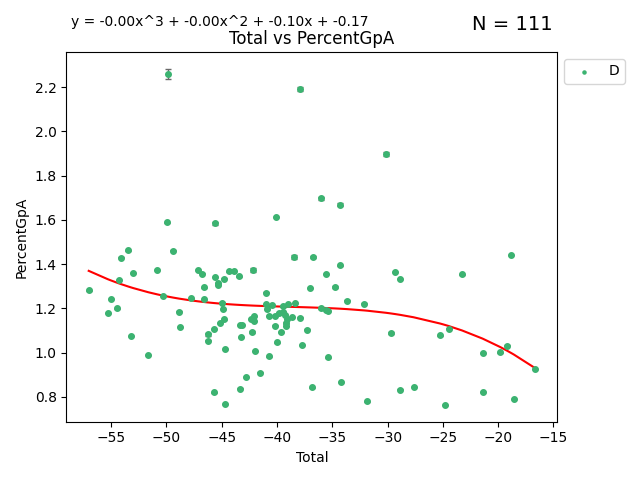 y = -0.00x^3 + -0.00x^2 + -0.10x + -0.17
N = 111
Total vs PercentGpA
D
2.2
2.0
1.8
1.6
1.4
1.2
1.0
0.8
PercentGpA
−55 −50 −45 −40 −35 −30 −25 −20 −15
Total